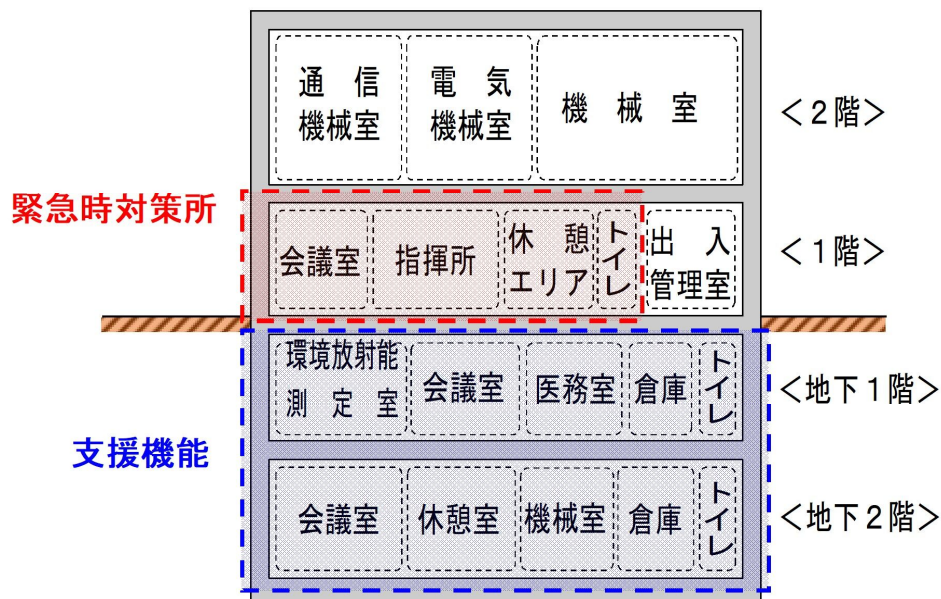 通　信
機械室
電　気
機械室
機　械　室
＜２階＞
緊急時対策所
会議室
指揮所
休　憩
エリア
トイレ
出　入
管理室
＜１階＞
環境放射能
測　定　室
会議室
医務室
倉庫
トイレ
＜地下１階＞
支援機能
会議室
休憩室
機械室
倉庫
トイレ
＜地下２階＞